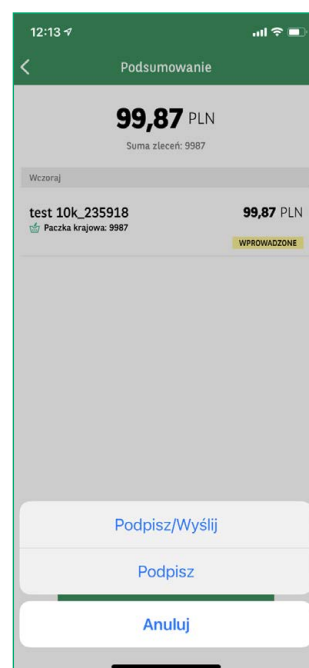 12:13
Podsumowanie
99,87 PLN
Suma zleceń: 9987
Wczoraj
test 10k_235918
99,87 PLN
Paczka krajowa: 9987
WPROWADZONE
Podpisz/Wyślij
Podpisz
Anuluj